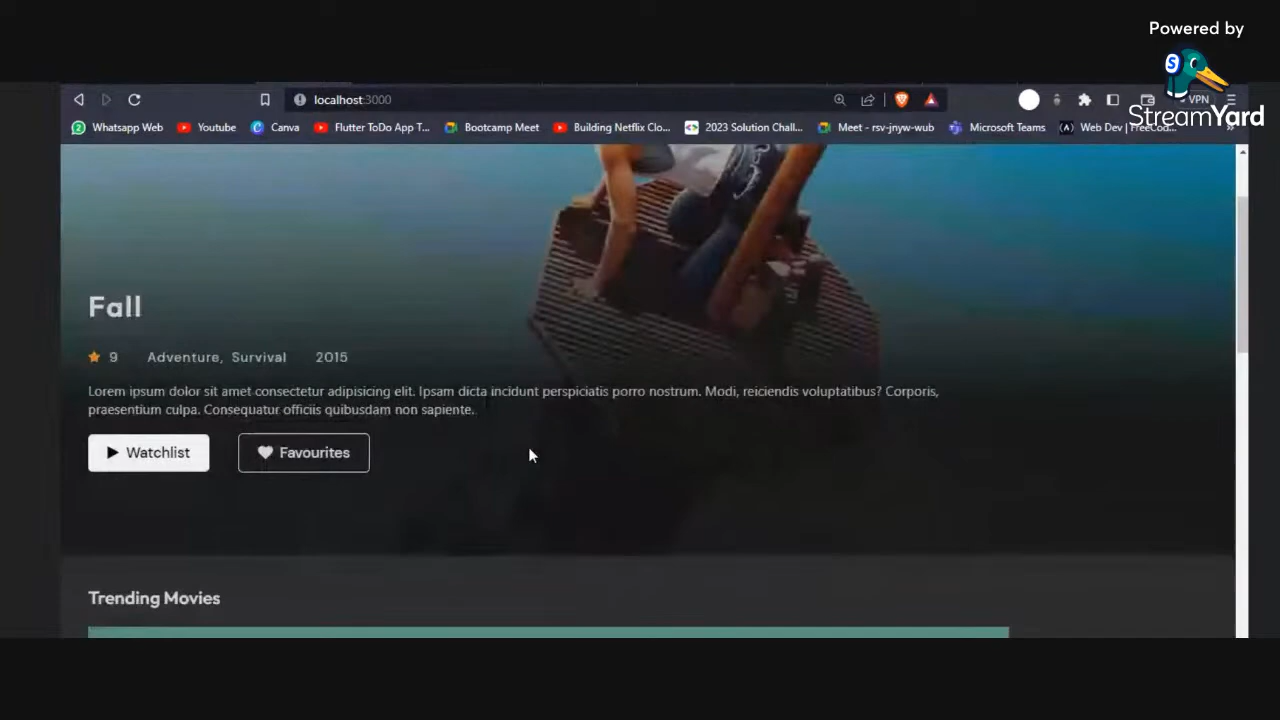 Powered by
StreamYard
localhost:3000
VPN
Whatsapp Web
Youtube
Canva
Flutter ToDo App T...
Bootcamp Meet
Building Netflix Clo...
2023 Solution Chall...
Meet - rsv-jnyw-wub
Microsoft Teams
Web Dev | FreeCod...
Fall
9 Adventure, Survival 2015
Lorem ipsum dolor sit amet consectetur adipisicing elit. Ipsam dicta incidunt perspiciatis porro nostrum. Modi, reiciendis voluptatibus? Corporis,
praesentium culpa. Consequatur officiis quibusdam non sapiente.
Watchlist
Favourites
Trending Movies